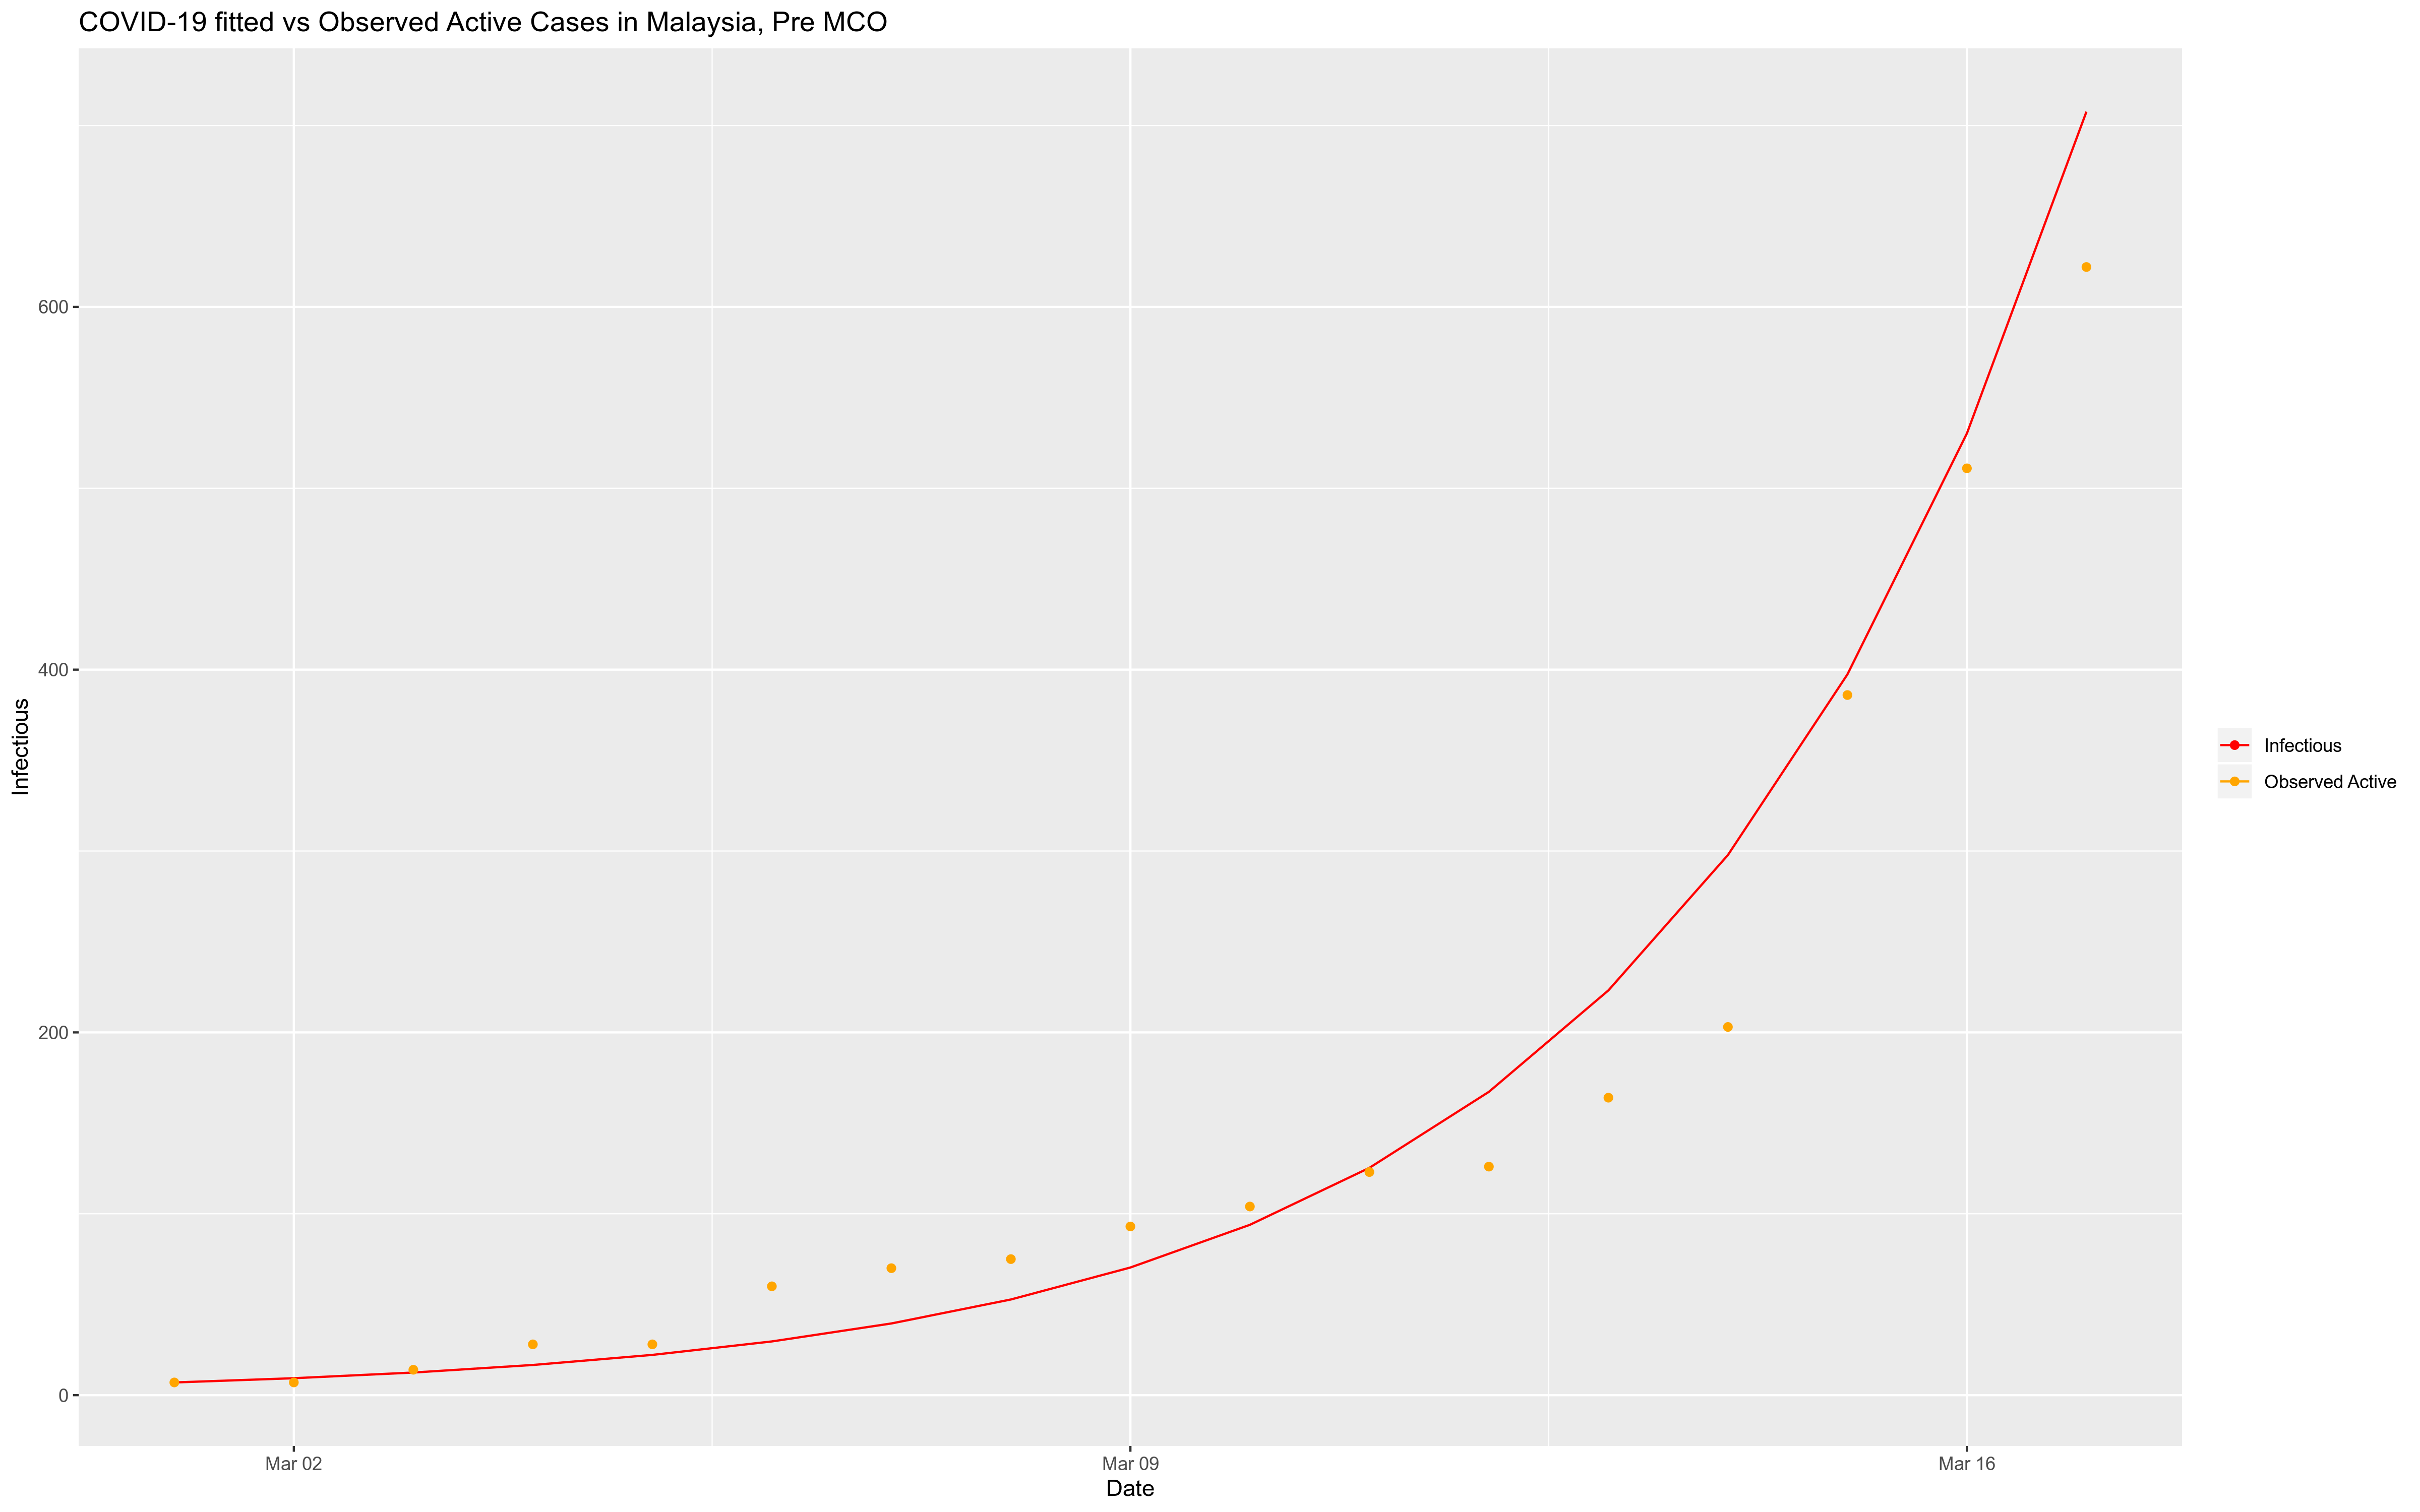 COVID-19 fitted vs Observed Active Cases in Malaysia, Pre MCO
Infectious
600
400
200
0
Mar 02
Mar 09
Mar 16
Date
Infectious
Observed Active